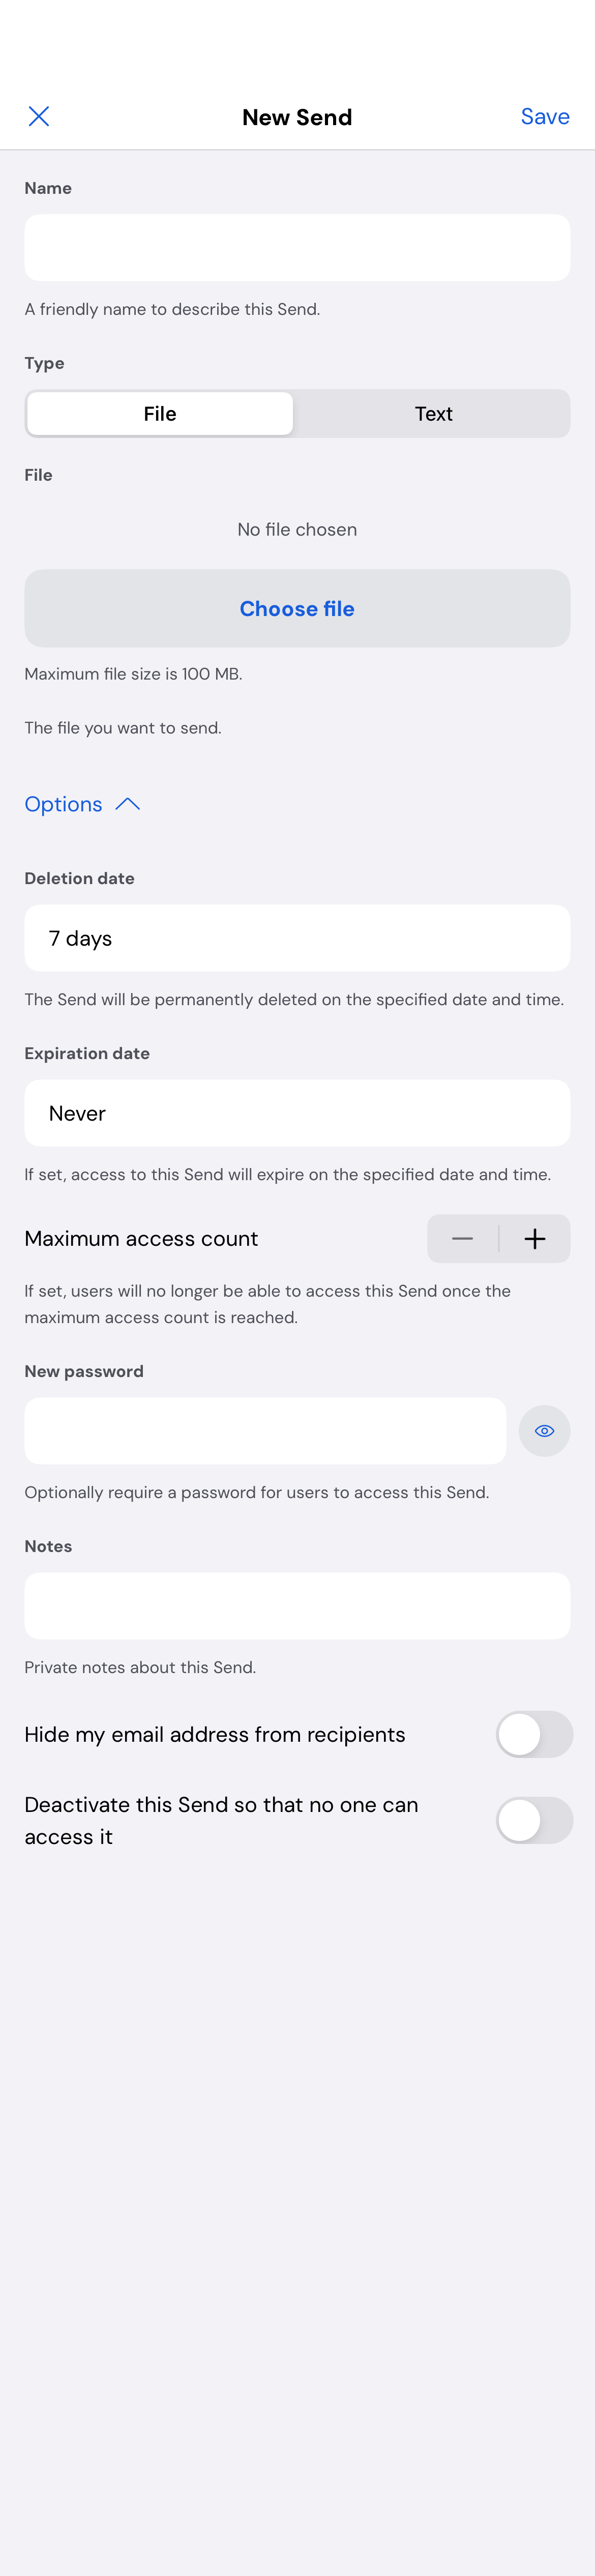 New Send
Save
Name
A friendly name to describe this Send.
Type
File
Text
File
No file chosen
Choose file
Maximum file size is 100 MB.
The file you want to send.
Options
Deletion date
7 days
The Send will be permanently deleted on the specified date and time.
Expiration date
Never
If set, access to this Send will expire on the specified date and time.
Maximum access count
If set, users will no longer be able to access this Send once the
maximum access count is reached.
New password
Optionally require a password for users to access this Send.
Notes
Private notes about this Send.
Hide my email address from recipients
Deactivate this Send so that no one can
access it